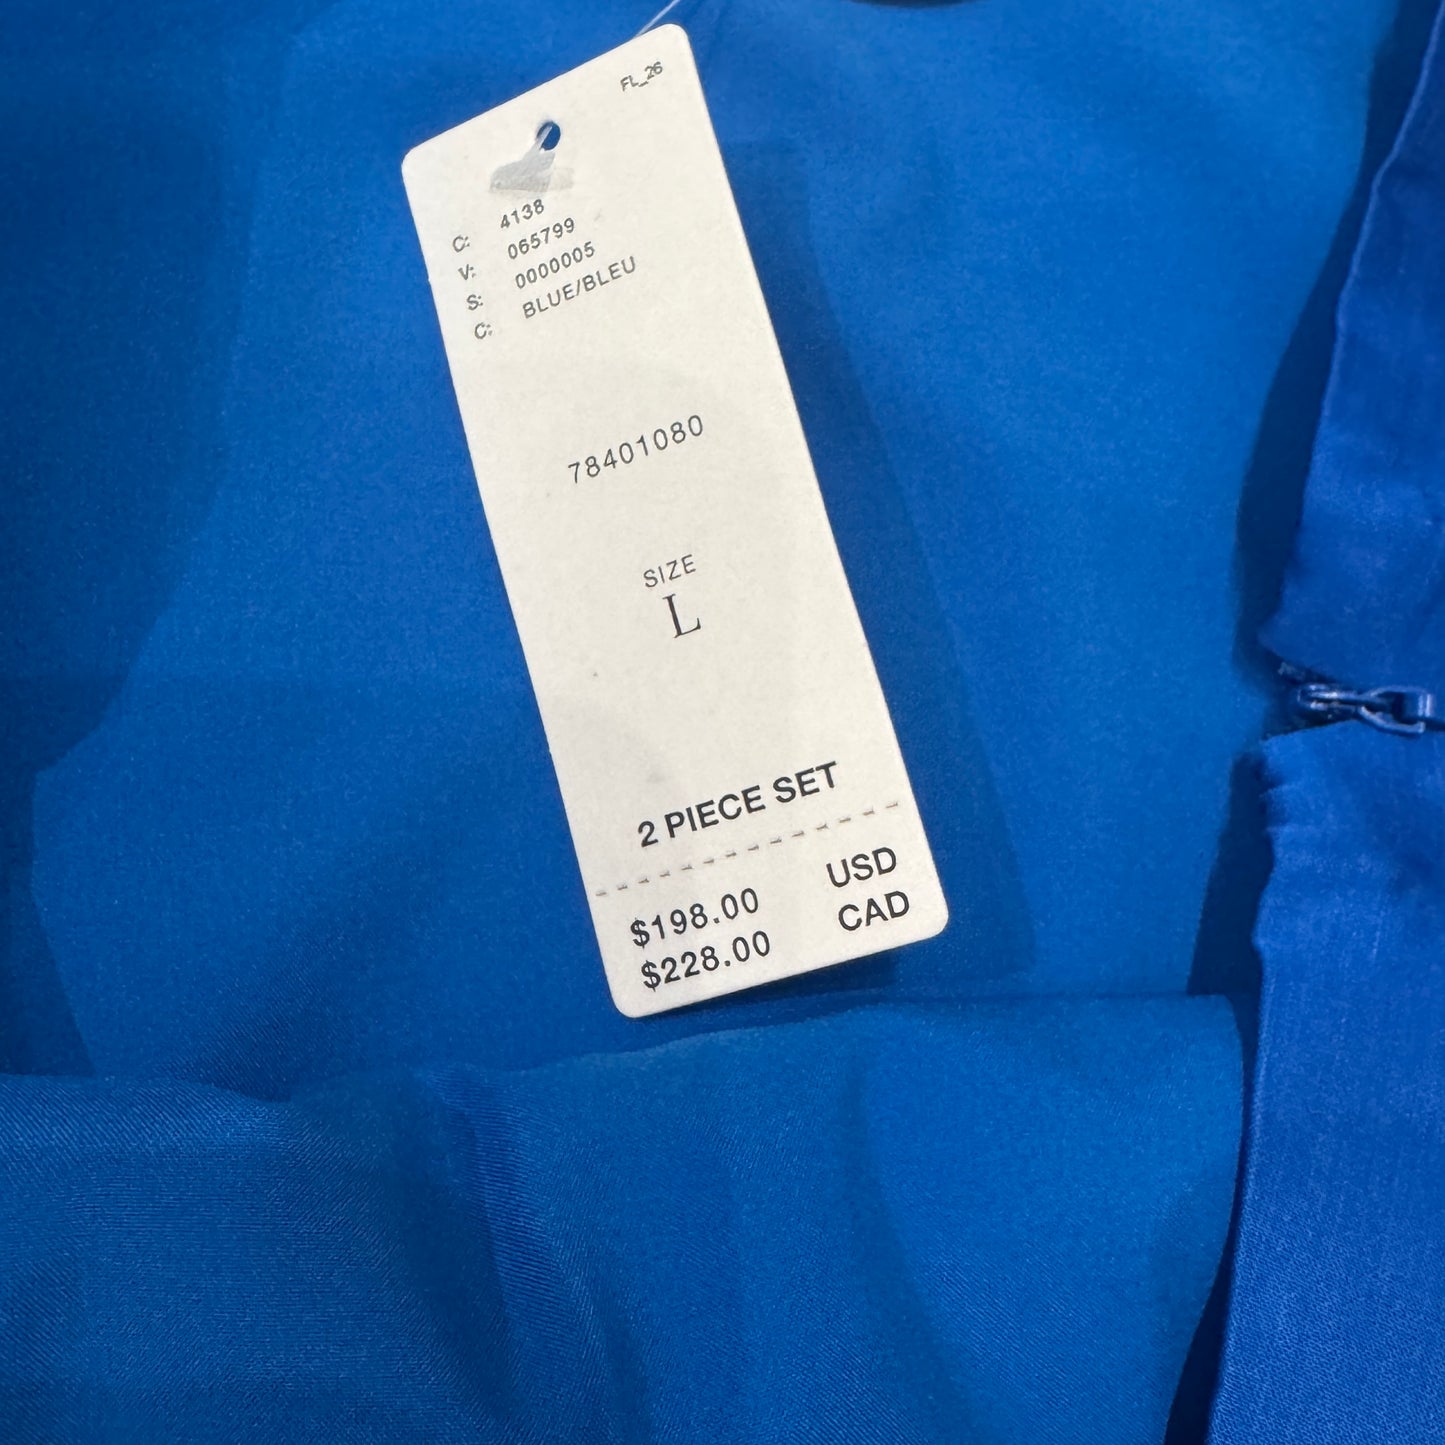 FL_26
C: 4138
V: 065799
S: 0000005
C: BLUE/BLEU
78401080
SIZE
L
2 PIECE SET
$198.00 USD
$228.00 CAD